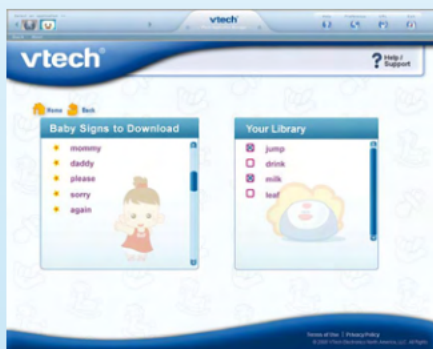 vtech
vtech
Help /
Support
Home Back
Baby Signs to Download
mommy
daddy
please
sorry
again
Your Library
jump
drink
milk
leaf
Terms of Use | Privacy Policy